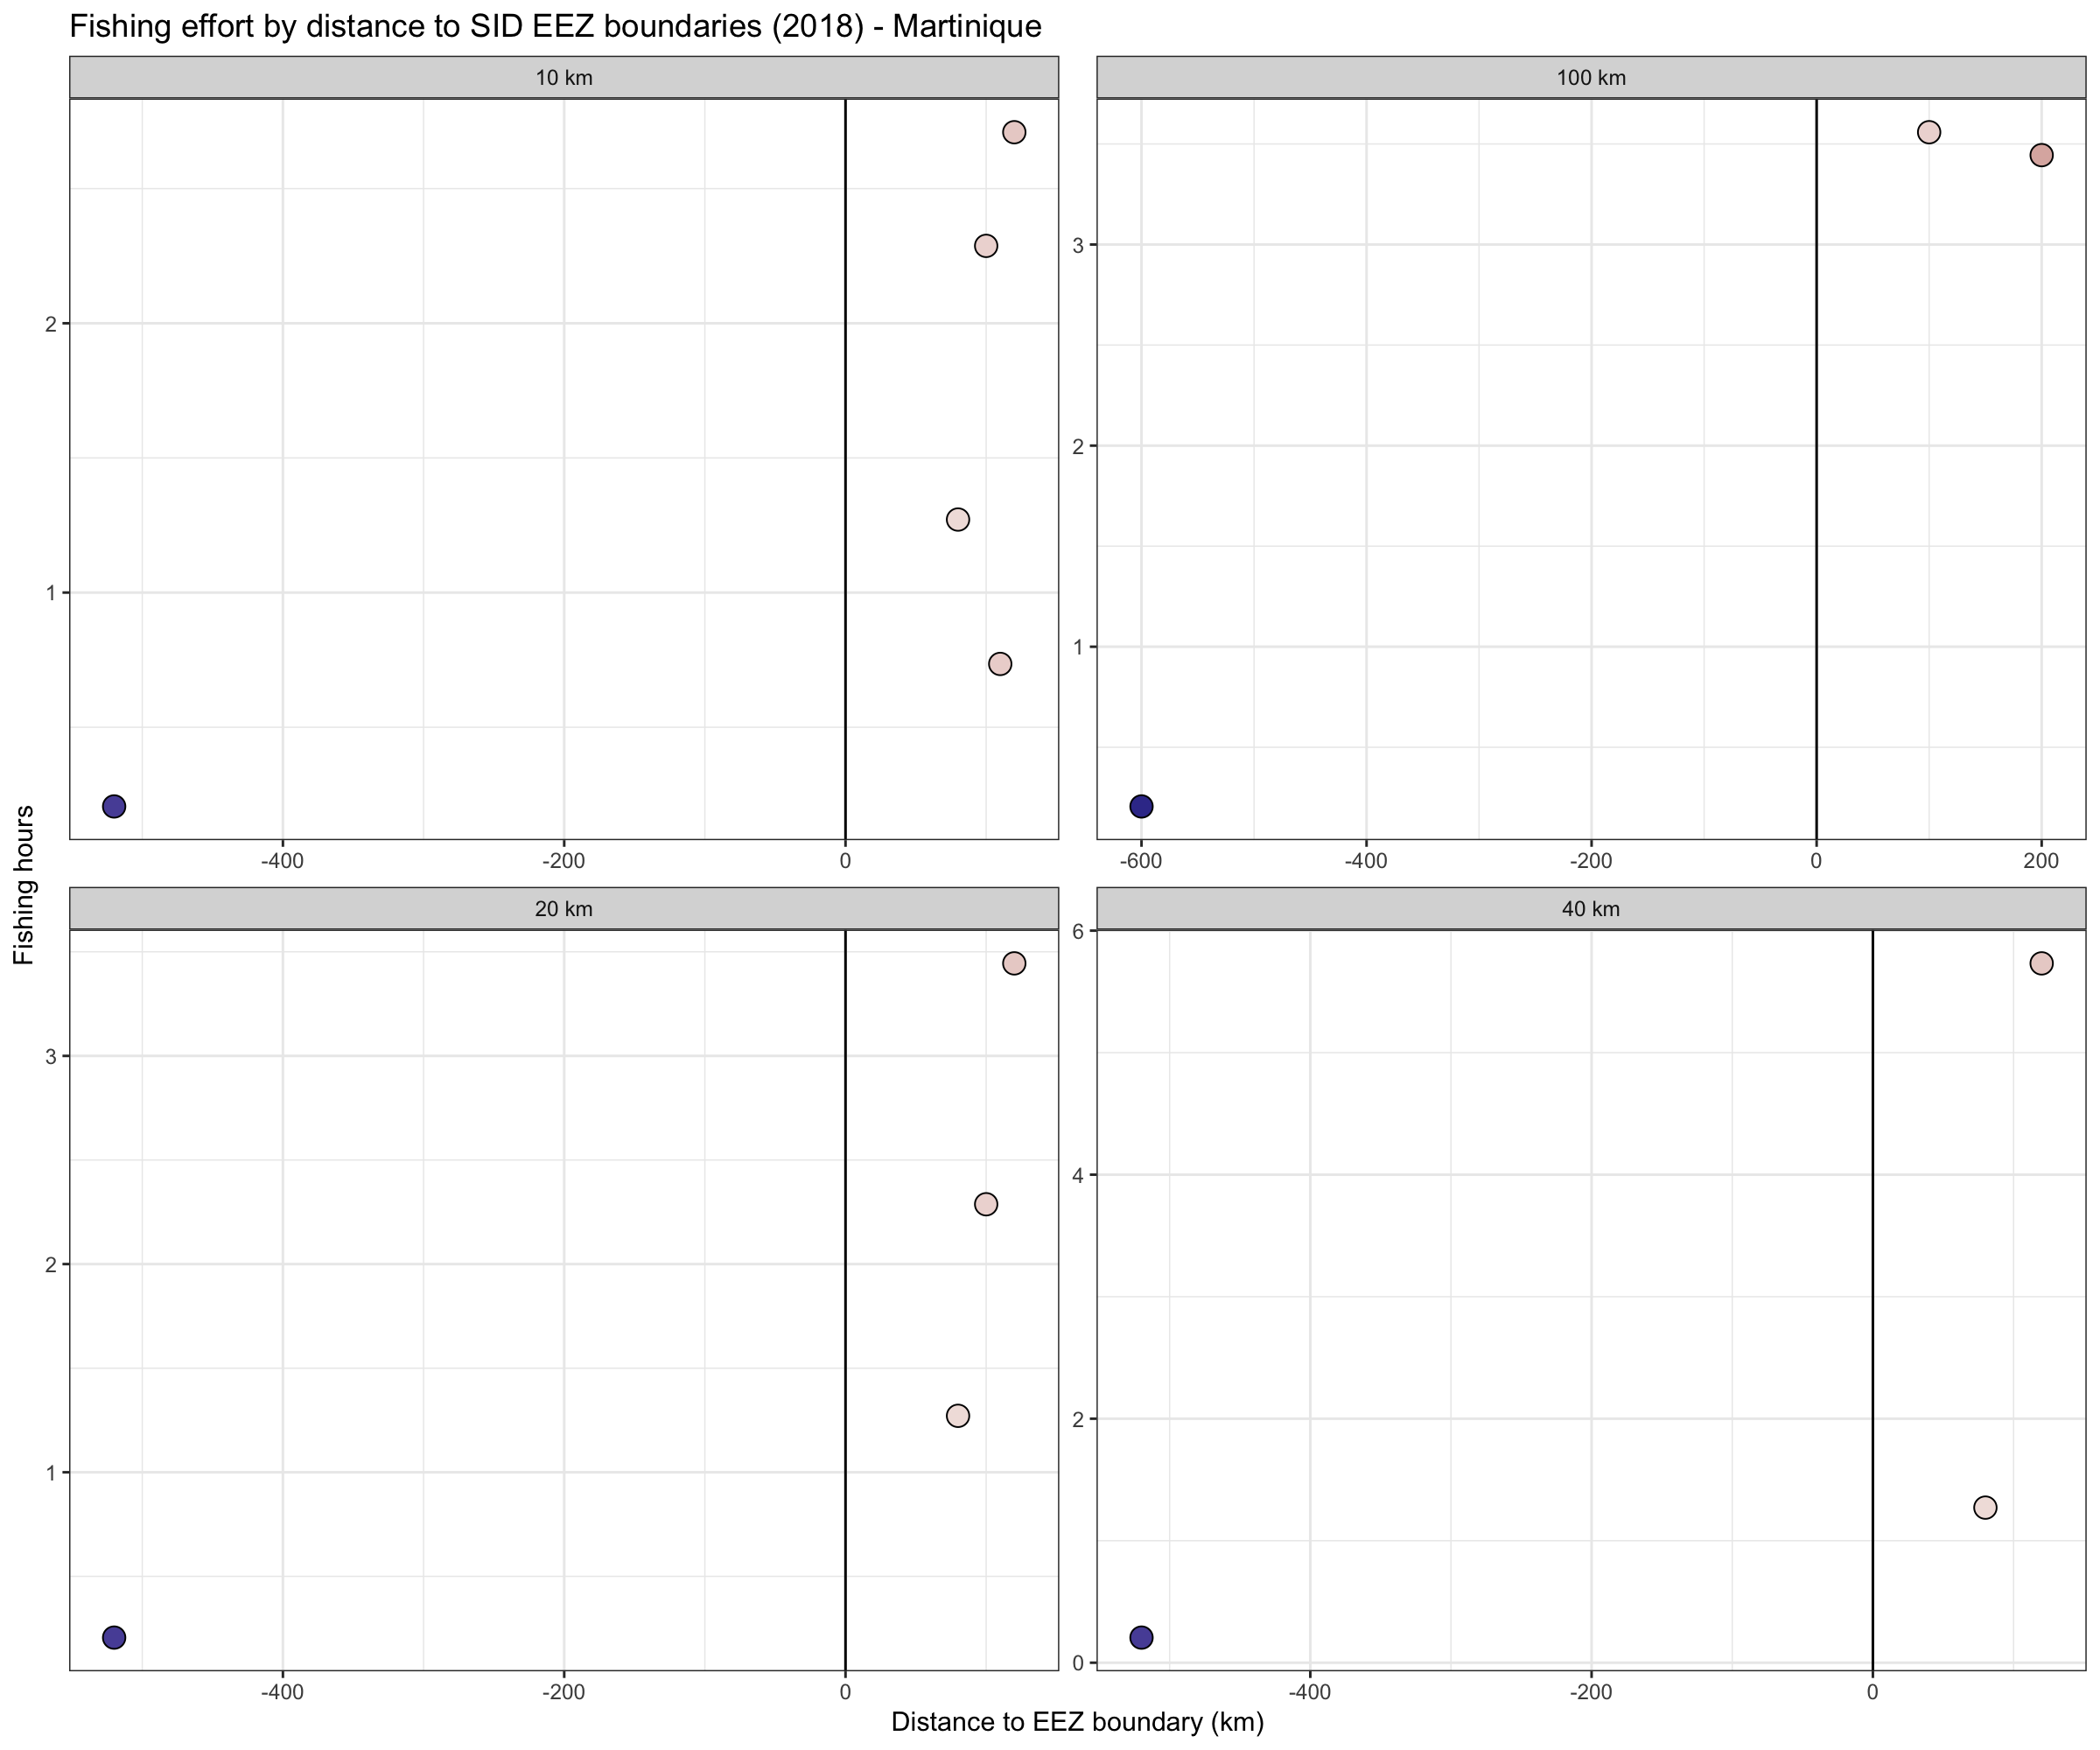 Fishing effort by distance to SID EEZ boundaries (2018) - Martinique
10 km
2
1
-400 -200 0
100 km
3
2
1
-600 -400 -200 0 200
20 km
3
2
1
-400 -200 0
40 km
6
4
2
0
-400 -200 0
Fishing hours
Distance to EEZ boundary (km)